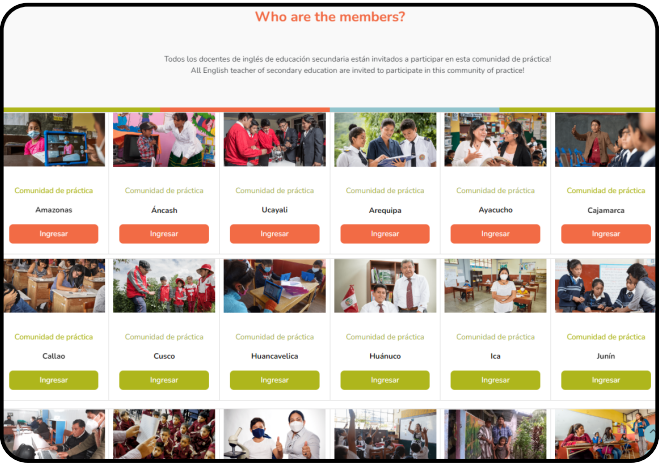 Who are the members?
Todos los docentes de inglés de educación secundaria están invitados a participar en esta comunidad de práctica!
All English teacher of secondary education are invited to participate in this community of practice!
Comunidad de práctica
Amazonas
Ingresar
Comunidad de práctica
Áncash
Ingresar
Comunidad de práctica
Ucayali
Ingresar
Comunidad de práctica
Arequipa
Ingresar
Comunidad de práctica
Ayacucho
Ingresar
Comunidad de práctica
Cajamarca
Ingresar
Comunidad de práctica
Callao
Ingresar
Comunidad de práctica
Cusco
Ingresar
Comunidad de práctica
Huancavelica
Ingresar
Comunidad de práctica
Huánuco
Ingresar
Comunidad de práctica
Ica
Ingresar
Comunidad de práctica
Junín
Ingresar